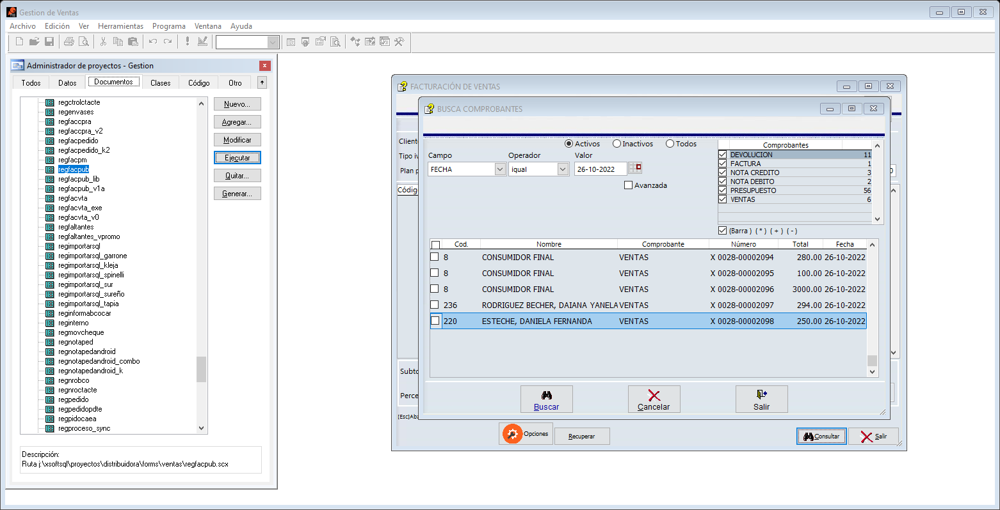 Gestion de Ventas
Archivo Edición Ver Herramientas Programa Ventana Ayuda
Administrador de proyectos - Gestion
Todos Datos Documentos Clases Código Otro
regctrolctacte
regenvases
regfaccpra
regfaccpra_v2
regfacpedido
regfacpedido_k2
regfacpm
regfacpub
regfacpub_lib
regfacpub_v1a
regfacvta
regfacvta_exe
regfacvta_v0
regfaltantes
regfaltantes_vpromo
regimportarsql
regimportarsql_garrone
regimportarsql_kleja
regimportarsql_spinelli
regimportarsql_sur
regimportarsql_sureño
regimportarsql_tapia
reginformabcocar
reginterno
regmovcheque
regnotaped
regnotapedandroid
regnotapedandroid_combo
regnotapedandroid_k
regnrobco
regnroctacte
regpedido
regpedidopdte
regpidocaea
regproceso_sync
Nuevo...
Agregar...
Modificar
Ejecutar
Quitar...
Generar...
Descripción:
Ruta j:\xsoftsql\proyectos\distribuidora\forms\ventas\regfacpub.scx
FACTURACIÓN DE VENTAS
Cliente
Tipo iv
Plan p
0
Código
Subto
Perce
[Esc]Aba
Opciones
Recuperar
Consultar
Salir
BUSCA COMPROBANTES
Activos Inactivos Todos
Campo Operador Valor
FECHA igual 26-10-2022
Avanzada
Comprobantes
DEVOLUCION 11
FACTURA 1
NOTA CREDITO 3
NOTA DEBITO 2
PRESUPUESTO 56
VENTAS 6
(Barra ) ( * ) ( + ) ( - )
Cod. Nombre Comprobante Número Total Fecha
8 CONSUMIDOR FINAL VENTAS X 0028-00002094 280.00 26-10-2022
8 CONSUMIDOR FINAL VENTAS X 0028-00002095 100.00 26-10-2022
8 CONSUMIDOR FINAL VENTAS X 0028-00002096 3000.00 26-10-2022
236 RODRIGUEZ BECHER, DAIANA YANELA VENTAS X 0028-00002097 294.00 26-10-2022
220 ESTECHE, DANIELA FERNANDA VENTAS X 0028-00002098 250.00 26-10-2022
Buscar
Cancelar
Salir